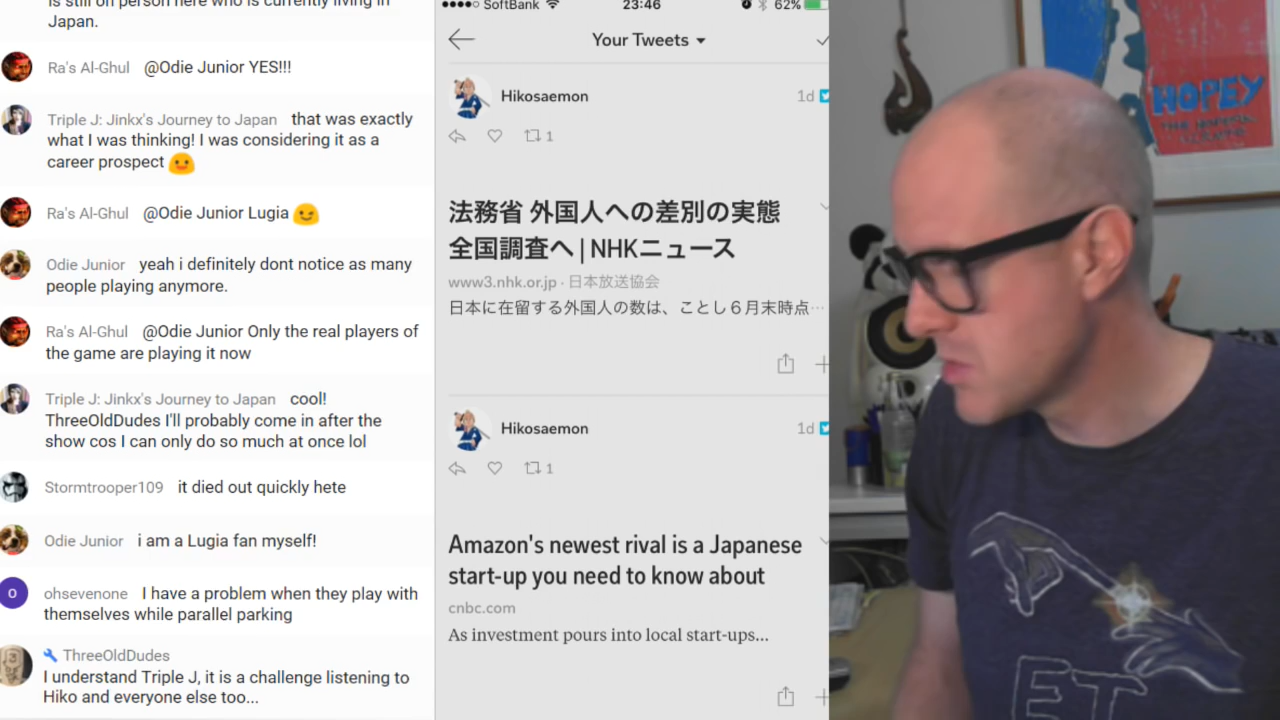 is still on person here who is currently living in
Japan.
Ra's Al-Ghul @Odie Junior YES!!!
Triple J: Jinkx's Journey to Japan that was exactly
what I was thinking! I was considering it as a
career prospect
Ra's Al-Ghul @Odie Junior Lugia
Odie Junior yeah i definitely dont notice as many
people playing anymore.
Ra's Al-Ghul @Odie Junior Only the real players of
the game are playing it now
Triple J: Jinkx's Journey to Japan cool!
ThreeOldDudes I'll probably come in after the
show cos I can only do so much at once lol
Stormtrooper109 it died out quickly hete
Odie Junior i am a Lugia fan myself!
O
ohsevenone I have a problem when they play with
themselves while parallel parking
ThreeOldDudes
I understand Triple J, it is a challenge listening to
Hiko and everyone else too...
SoftBank 23:46 62%
Your Tweets
Hikosaemon 1d
1
法務省 外国人への差別の実態
全国調査へ | NHKニュース
www3.nhk.or.jp · 日本放送協会
日本に在留する外国人の数は、ことし6月末時点…
Hikosaemon 1d
1
Amazon's newest rival is a Japanese
start-up you need to know about
cnbc.com
As investment pours into local start-ups...
HOPEY
ET